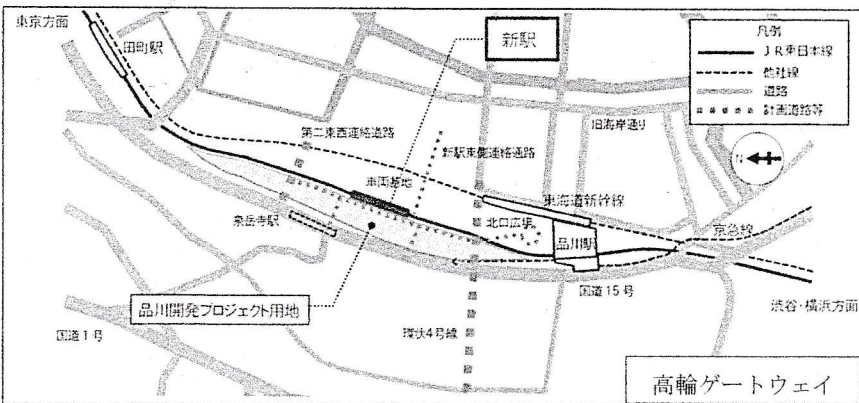 東京方面
田町駅
新駅
凡例
JR東日本線
他社線
道路
計画道路等
第二東西連絡道路
新駅東側連絡通路
旧海岸通り
N
車両基地
東海道新幹線
泉岳寺駅
北口広場
京急線
品川駅
品川開発プロジェクト用地
国道15号
国道1号
環状4号線
渋谷・横浜方面
高輪ゲートウェイ